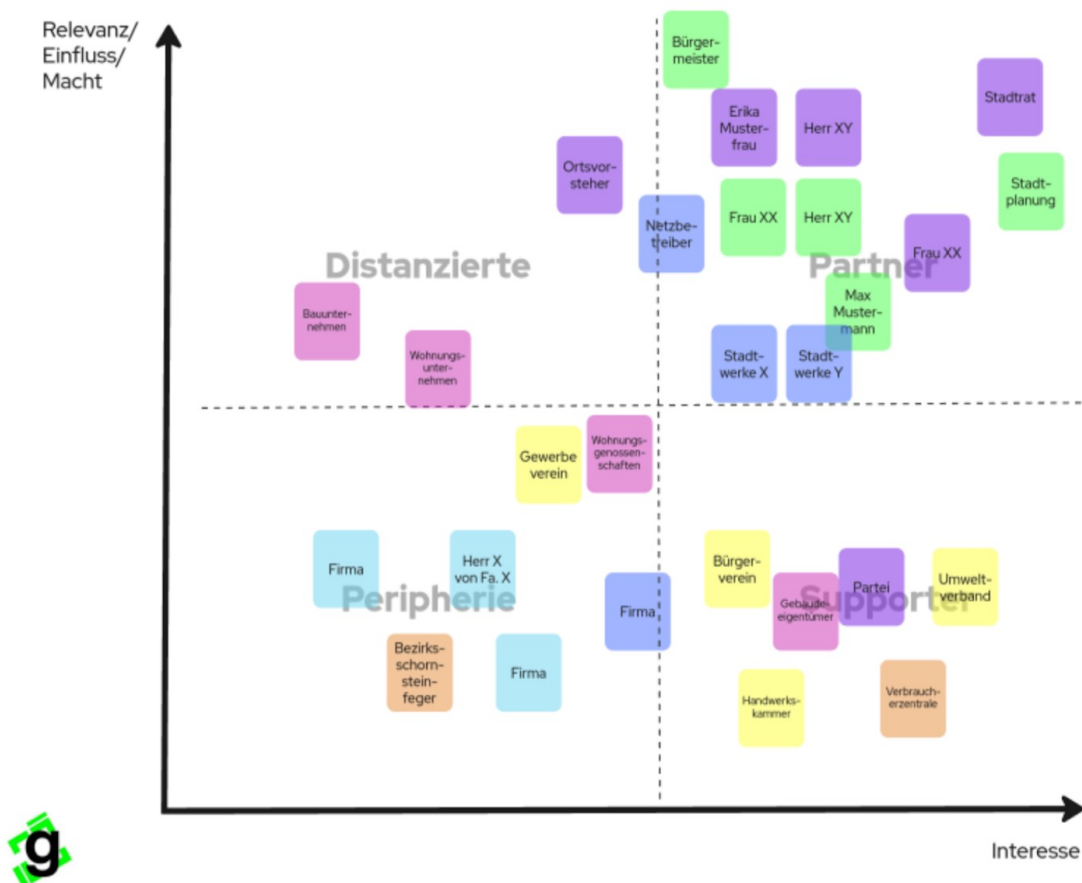 Relevanz/
Einfluss/
Macht
Bürger-
meister
Stadtrat
Erika
Muster-
frau
Herr XY
Ortsvor-
steher
Stadt-
planung
Netzbe-
treiber
Frau XX
Herr XY
Frau XX
Distanzierte
Partner
Bauunter-
nehmen
Max
Muster-
mann
Wohnungs-
unter-
nehmen
Stadt-
werke X
Stadt-
werke Y
Gewerbe
verein
Wohnungs-
genossen-
schaften
Firma
Herr X
von Fa. X
Bürger-
verein
Partei
Umwelt-
verband
Peripherie
Firma
Gebäude-
eigentümer
Supporter
Bezirks-
schorn-
stein-
feger
Firma
Handwerks-
kammer
Verbrauch-
erzentrale
g
Interesse